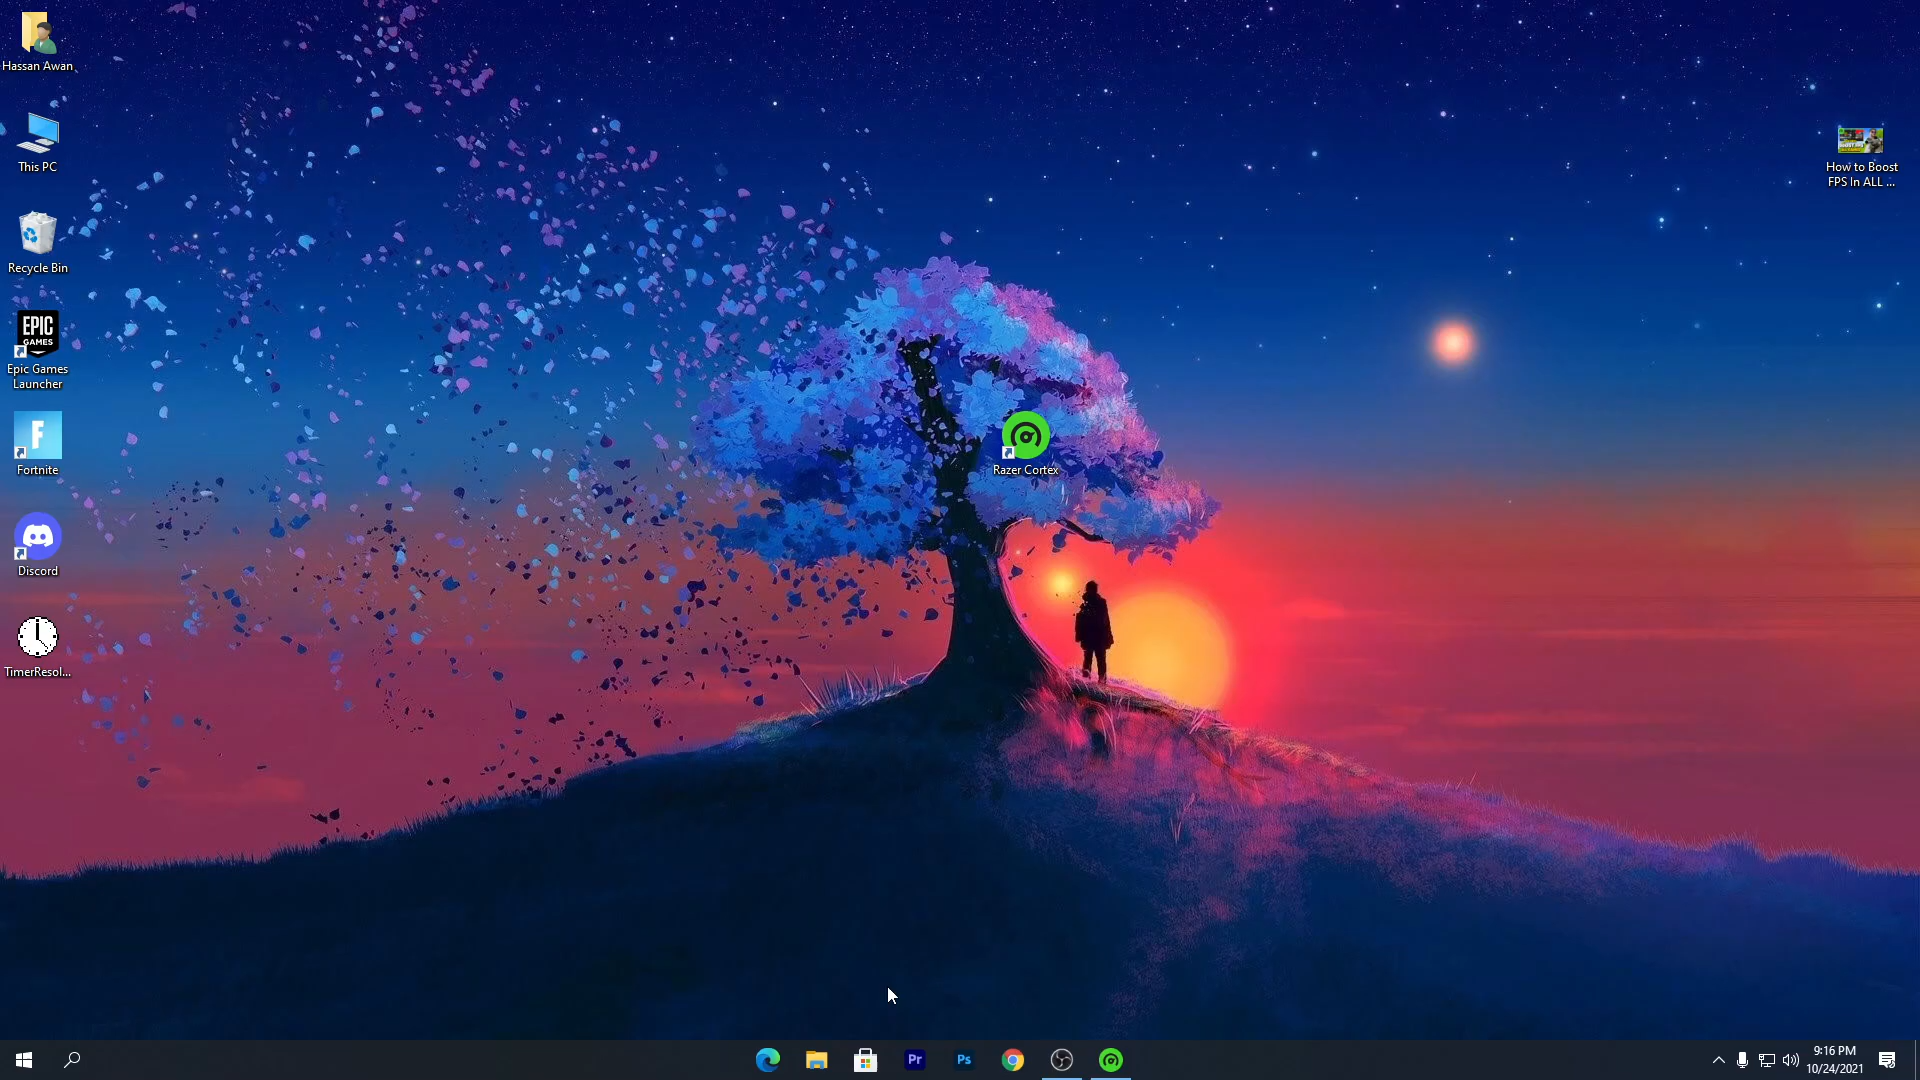 Hassan Awan
This PC
Recycle Bin
EPIC
GAMES
Epic Games
Launcher
F
Fortnite
Discord
TimerResol...
Razer Cortex
How to Boost
FPS In ALL ...
Pr
Ps
9:16 PM
10/24/2021